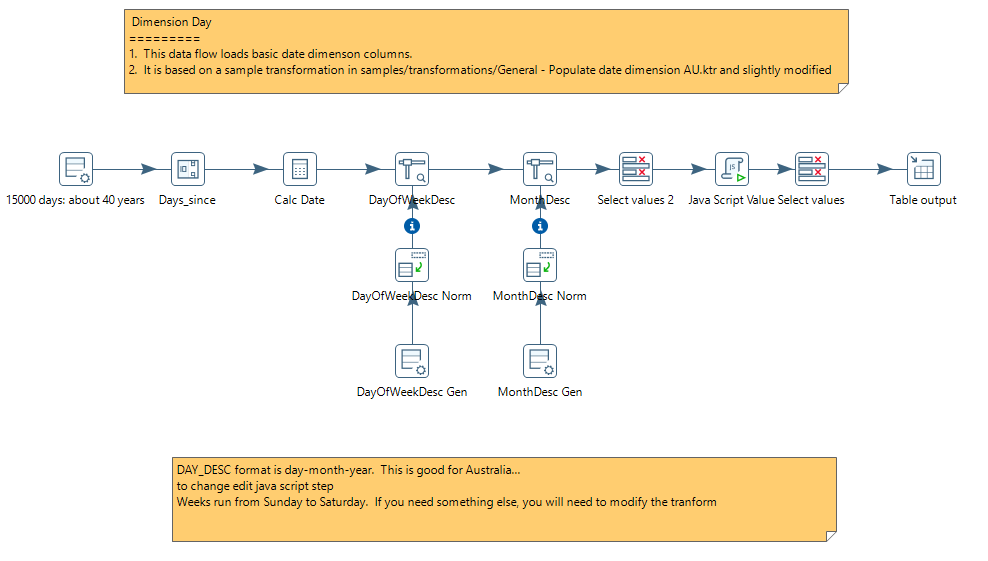 Dimension Day
=========
1.  This data flow loads basic date dimenson columns.
2.  It is based on a sample transformation in samples/transformations/General - Populate date dimension AU.ktr and slightly modified
15000 days: about 40 years
Days_since
Calc Date
DayOfWeekDesc
MonthDesc
Select values 2
Java Script Value
Select values
Table output
DayOfWeekDesc Norm
MonthDesc Norm
DayOfWeekDesc Gen
MonthDesc Gen
DAY_DESC format is day-month-year.  This is good for Australia...
to change edit java script step
Weeks run from Sunday to Saturday.  If you need something else, you will need to modify the tranform